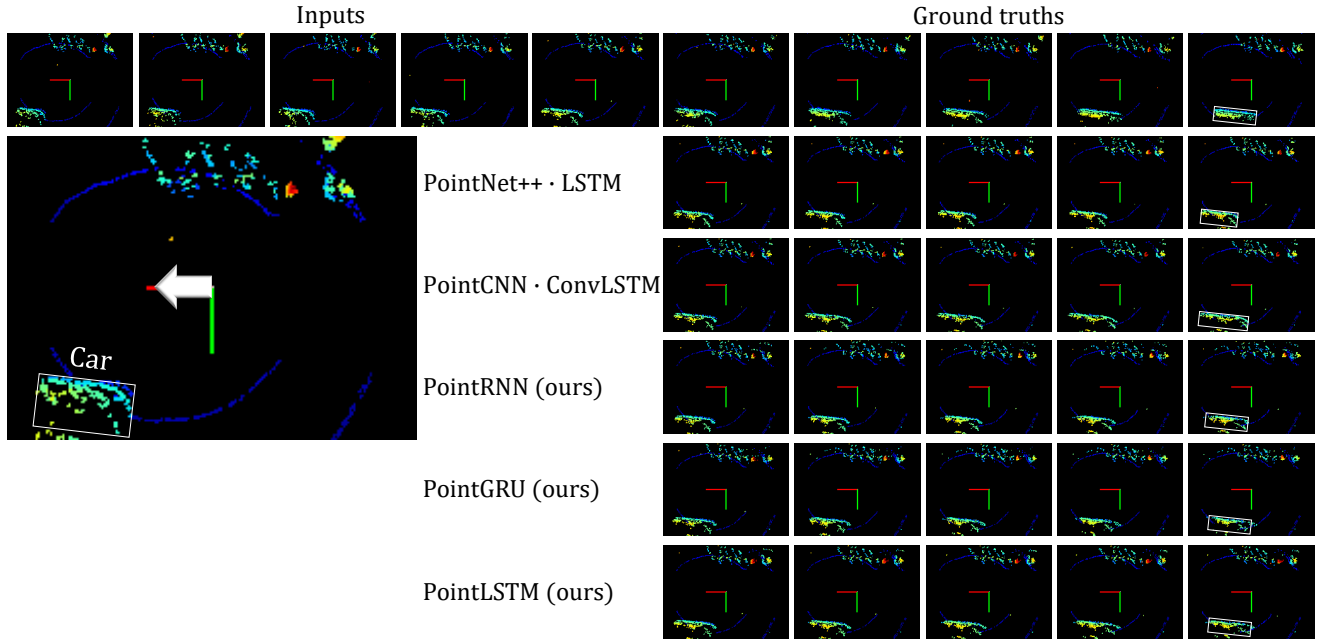 Inputs
Ground truths
PointNet++ · LSTM
PointCNN · ConvLSTM
Car
PointRNN (ours)
PointGRU (ours)
PointLSTM (ours)